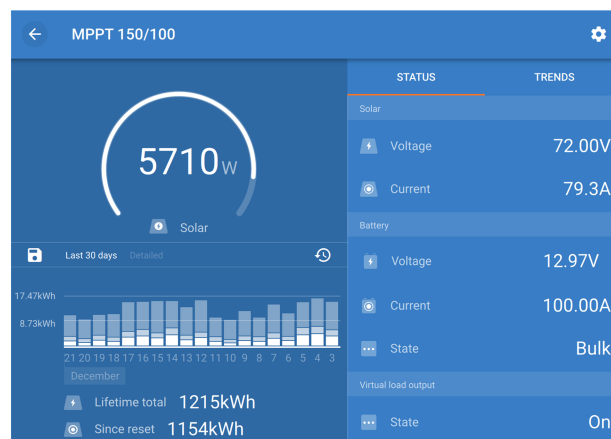 MPPT 150/100
STATUS TRENDS
5710W
Solar
Last 30 days Detailed
17.47kWh
8.73kWh
21 20 19 18 17 16 15 14 13 12 11 10 9 8 7 6 5 4 3
December
Lifetime total 1215kWh
Since reset 1154kWh
Solar
Voltage 72.00V
Current 79.3A
Battery
Voltage 12.97V
Current 100.00A
State Bulk
Virtual load output
State On